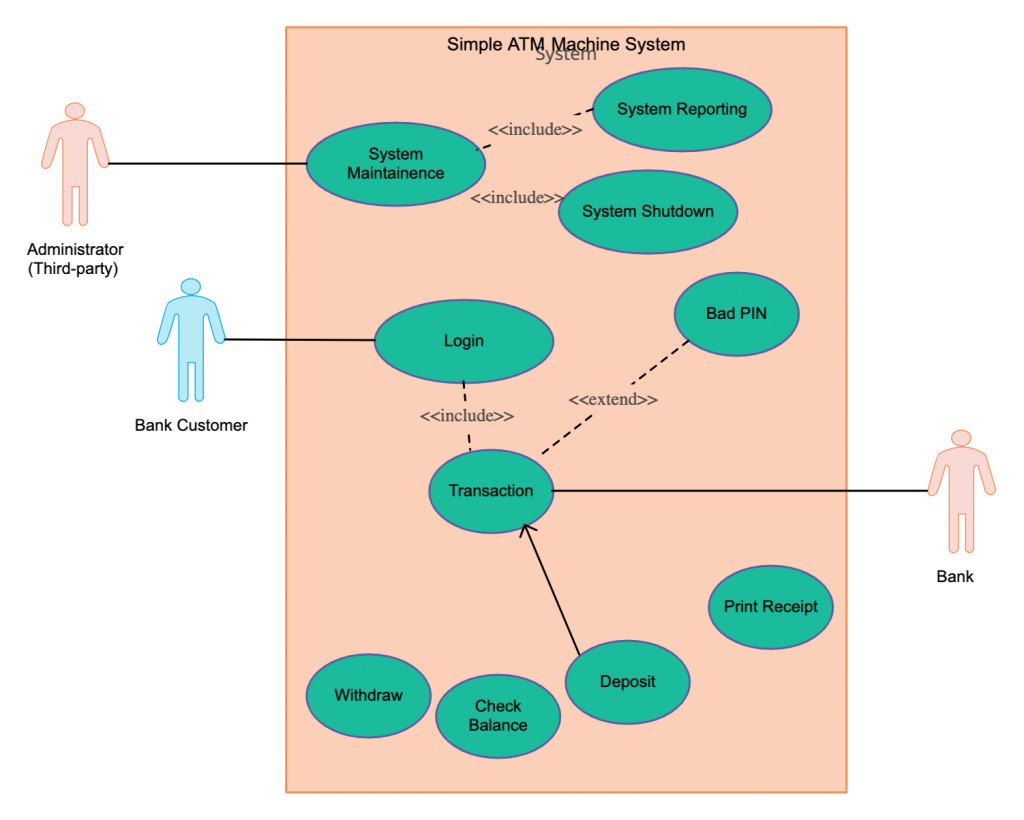 Simple ATM Machine System
System
System Reporting
<<include>>
System
Maintainence
<<include>>
System Shutdown
Administrator
(Third-party)
Bad PIN
Login
<<extend>>
<<include>>
Bank Customer
Transaction
Bank
Print Receipt
Deposit
Withdraw
Check
Balance